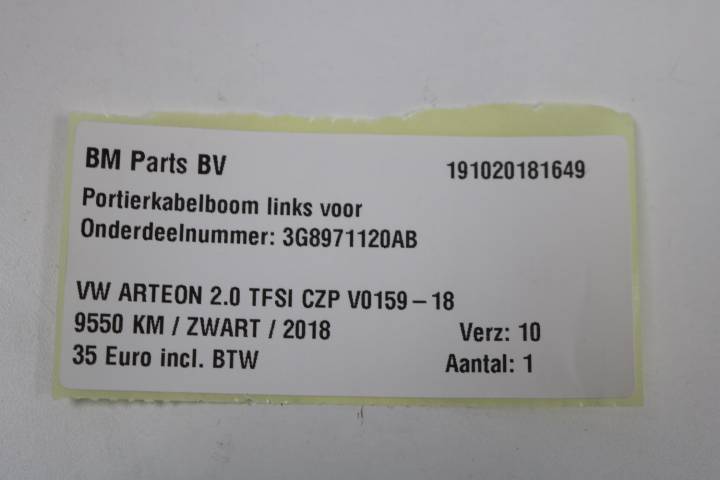 BM Parts BV 191020181649
Portierkabelboom links voor
Onderdeelnummer: 3G8971120AB
VW ARTEON 2.0 TFSI CZP V0159-18
9550 KM / ZWART / 2018 Verz: 10
35 Euro incl. BTW Aantal: 1